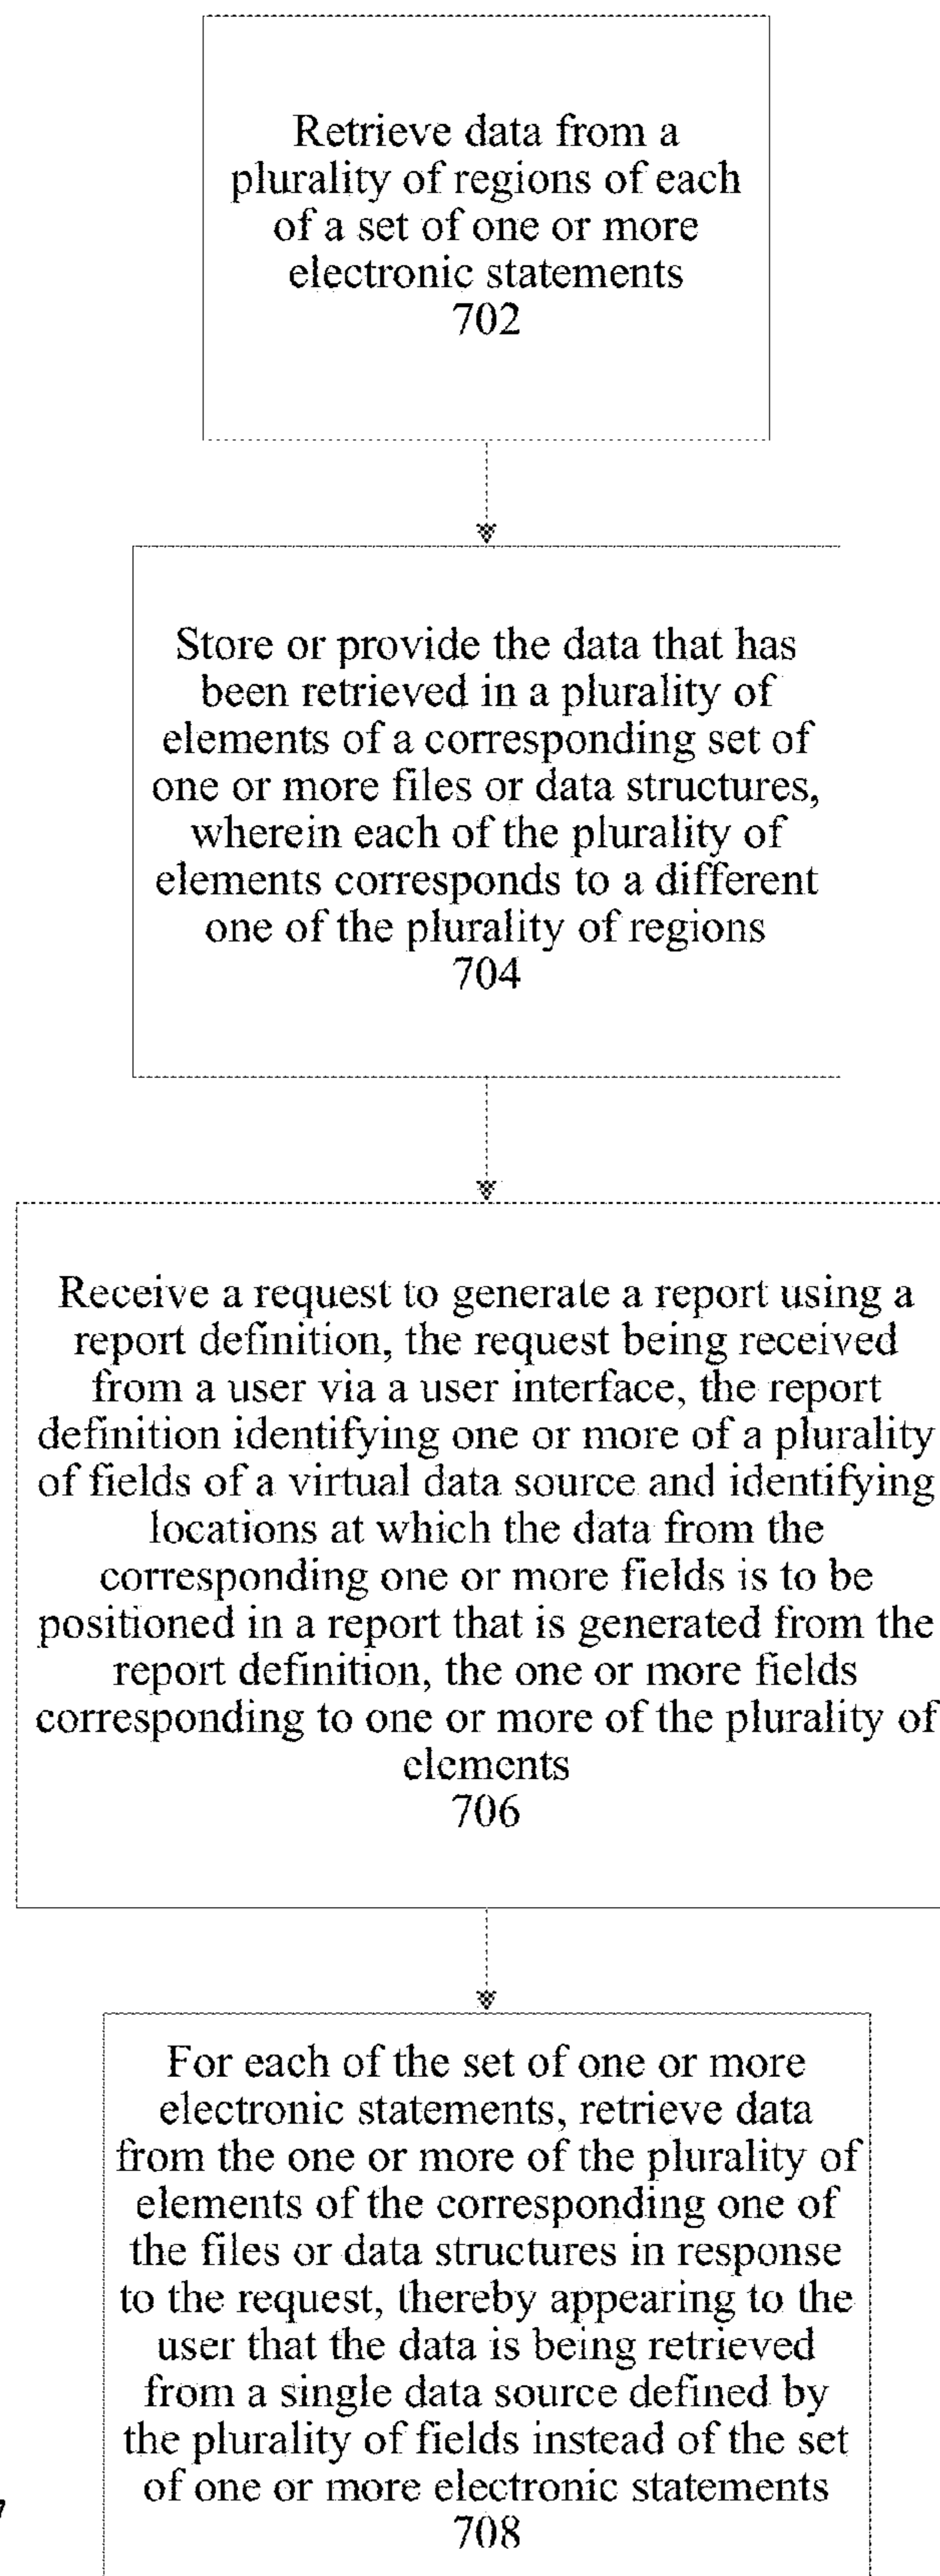 Retrieve data from a
plurality of regions of each
of a set of one or more
electronic statements
702
Store or provide the data that has
been retrieved in a plurality of
elements of a corresponding set of
one or more files or data structures,
wherein each of the plurality of
elements corresponds to a different
one of the plurality of regions
704
Receive a request to generate a report using a
report definition, the request being received
from a user via a user interface, the report
definition identifying one or more of a plurality
of fields of a virtual data source and identifying
locations at which the data from the
corresponding one or more fields is to be
positioned in a report that is generated from the
report definition, the one or more fields
corresponding to one or more of the plurality of
elements
706
For each of the set of one or more
electronic statements, retrieve data
from the one or more of the plurality of
elements of the corresponding one of
the files or data structures in response
to the request, thereby appearing to the
user that the data is being retrieved
from a single data source defined by
the plurality of fields instead of the set
of one or more electronic statements
708